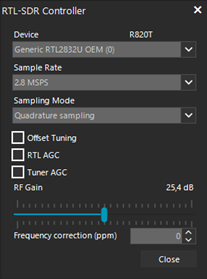 RTL-SDR Controller
Device R820T
Generic RTL2832U OEM (0)
Sample Rate
2.8 MSPS
Sampling Mode
Quadrature sampling
Offset Tuning
RTL AGC
Tuner AGC
RF Gain 25,4 dB
Frequency correction (ppm) 0
Close